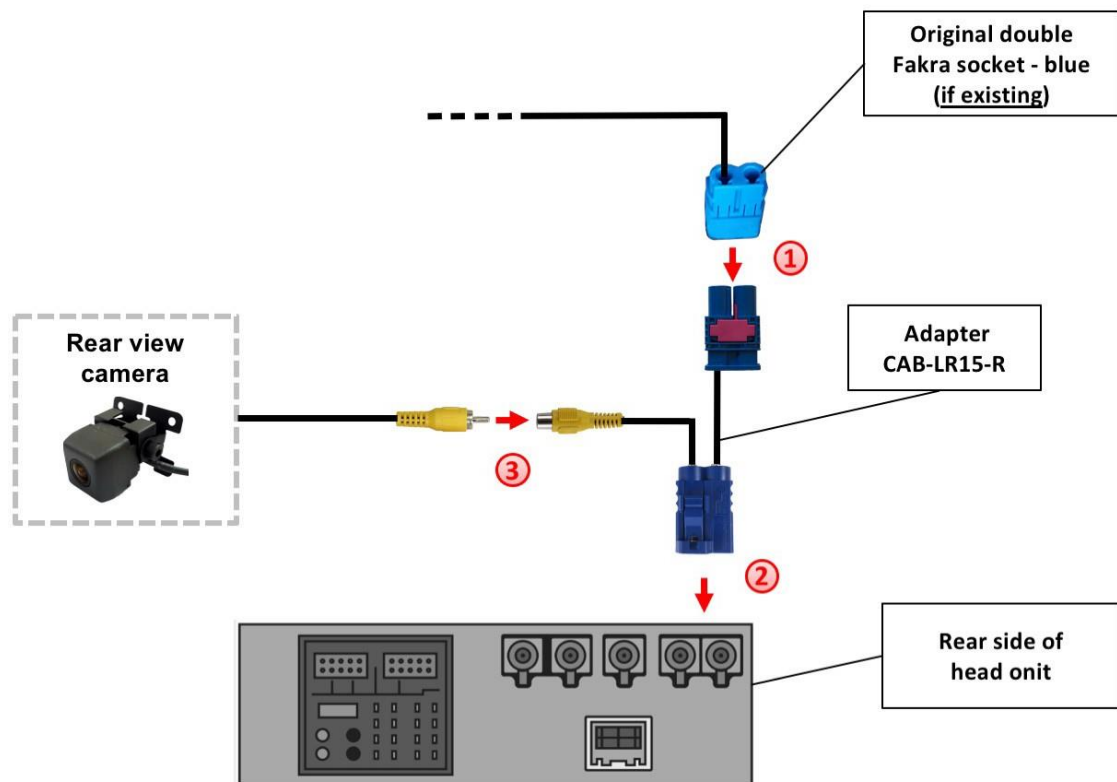 Original double
Fakra socket - blue
(if existing)
1
Rear view
camera
Adapter
CAB-LR15-R
3
2
Rear side of
head onit